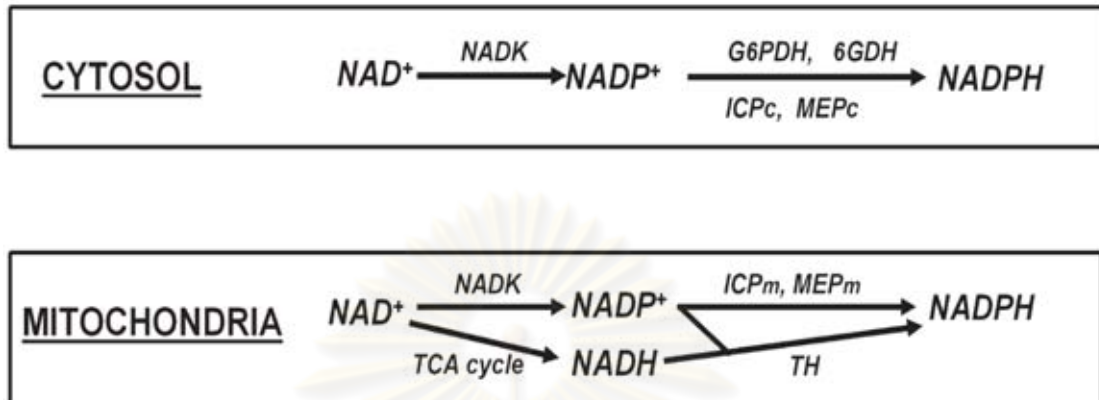 NADK G6PDH, 6GDH
CYTOSOL NAD⁺ NADP⁺ NADPH
ICPc, MEPc
NADK ICPm, MEPm
MITOCHONDRIA NAD⁺ NADP⁺ NADPH
TCA cycle NADH TH